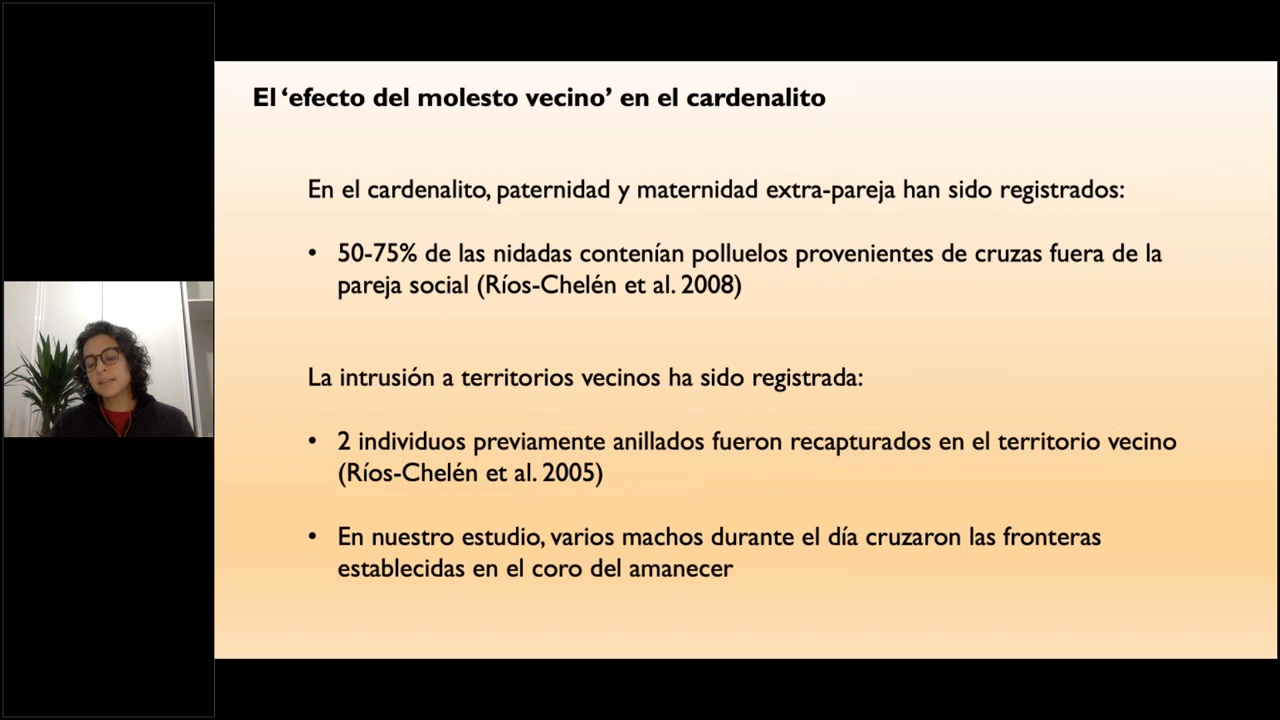 El ‘efecto del molesto vecino’ en el cardenalito
En el cardenalito, paternidad y maternidad extra-pareja han sido registrados:
• 50-75% de las nidadas contenían polluelos provenientes de cruzas fuera de la
pareja social (Ríos-Chelén et al. 2008)
La intrusión a territorios vecinos ha sido registrada:
• 2 individuos previamente anillados fueron recapturados en el territorio vecino
(Ríos-Chelén et al. 2005)
• En nuestro estudio, varios machos durante el día cruzaron las fronteras
establecidas en el coro del amanecer